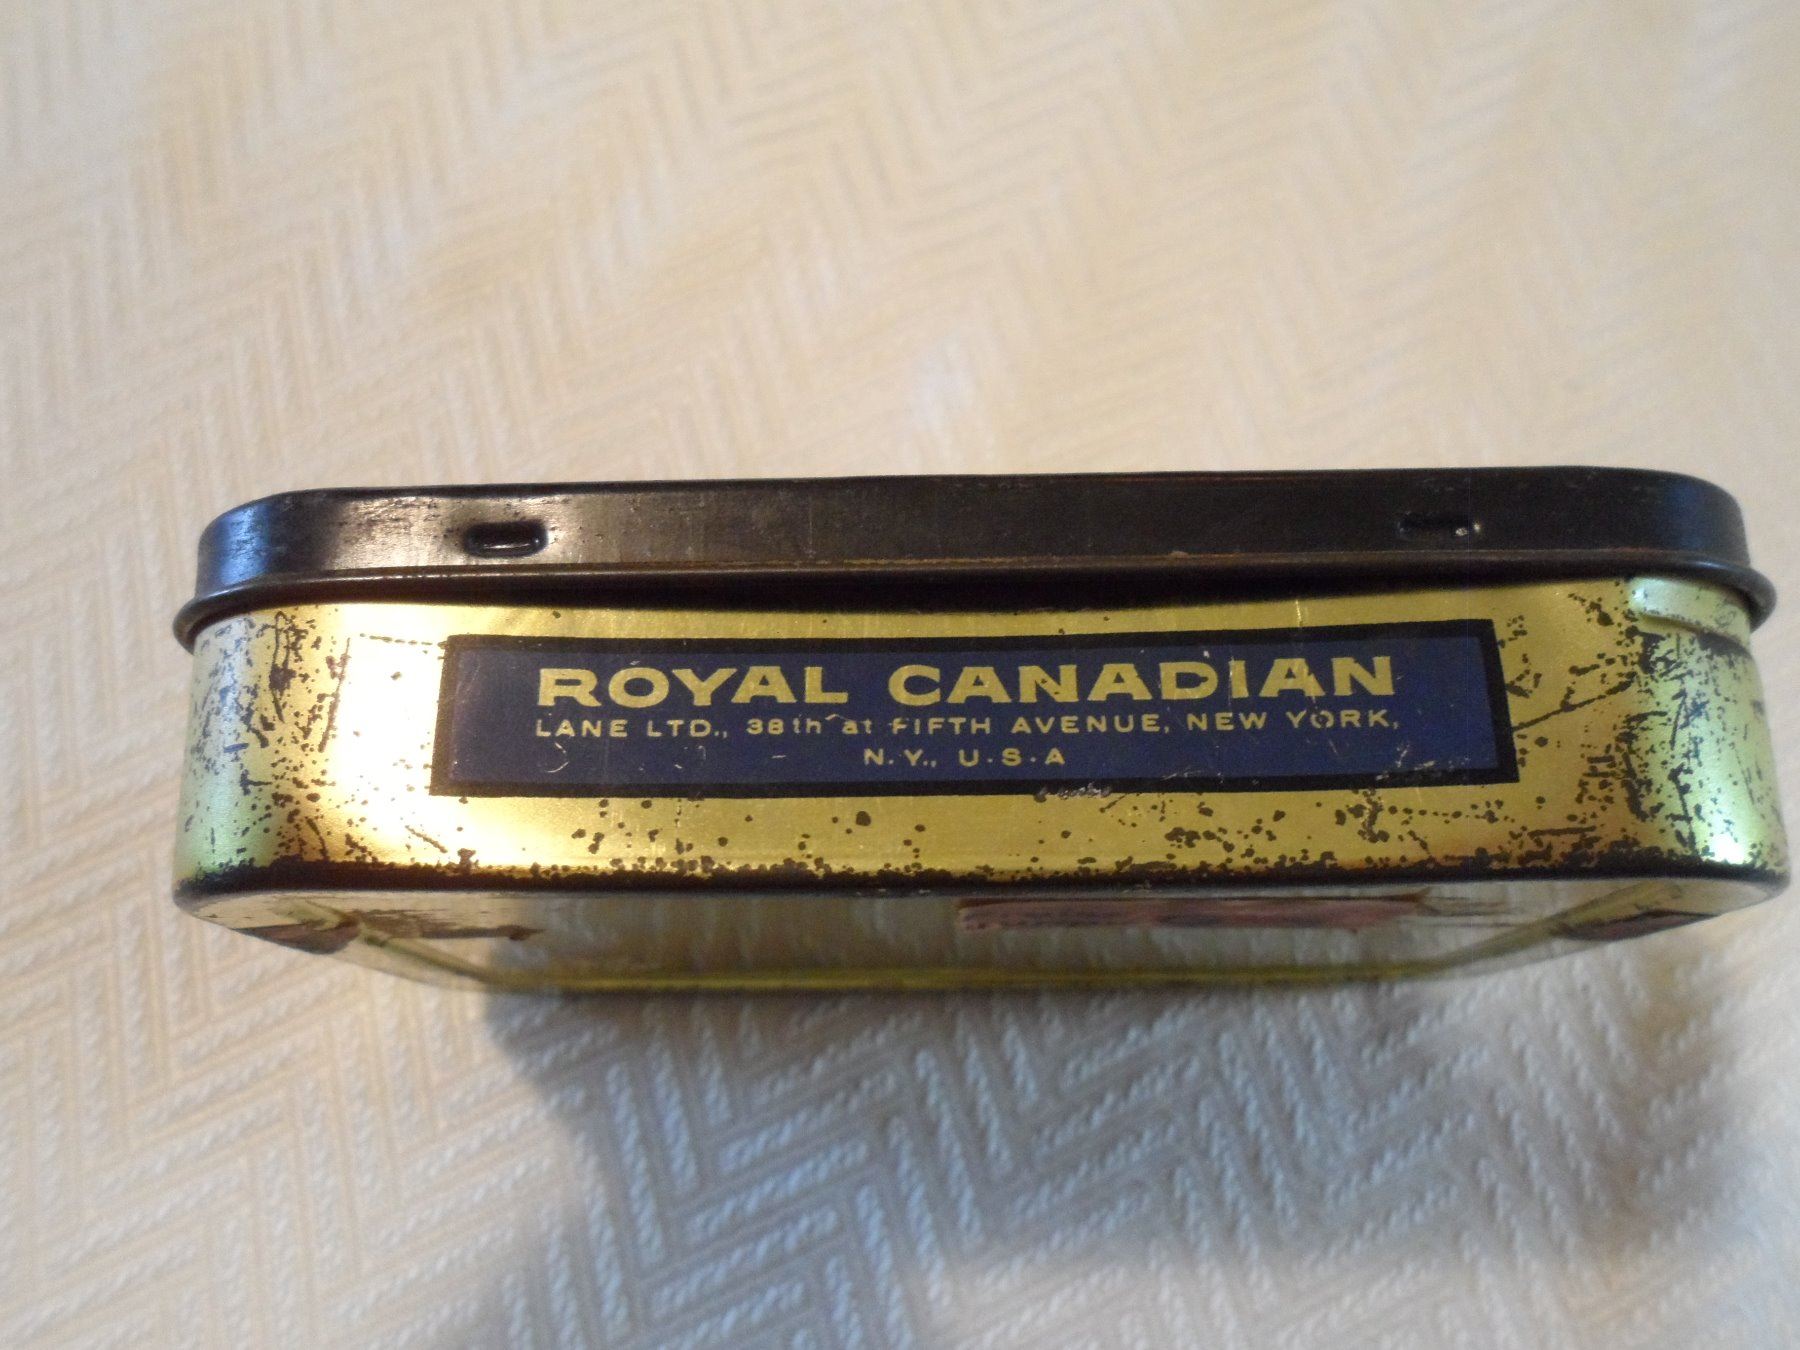 ROYAL CANADIAN
LANE LTD., 38th at FIFTH AVENUE, NEW YORK,
N.Y., U.S.A